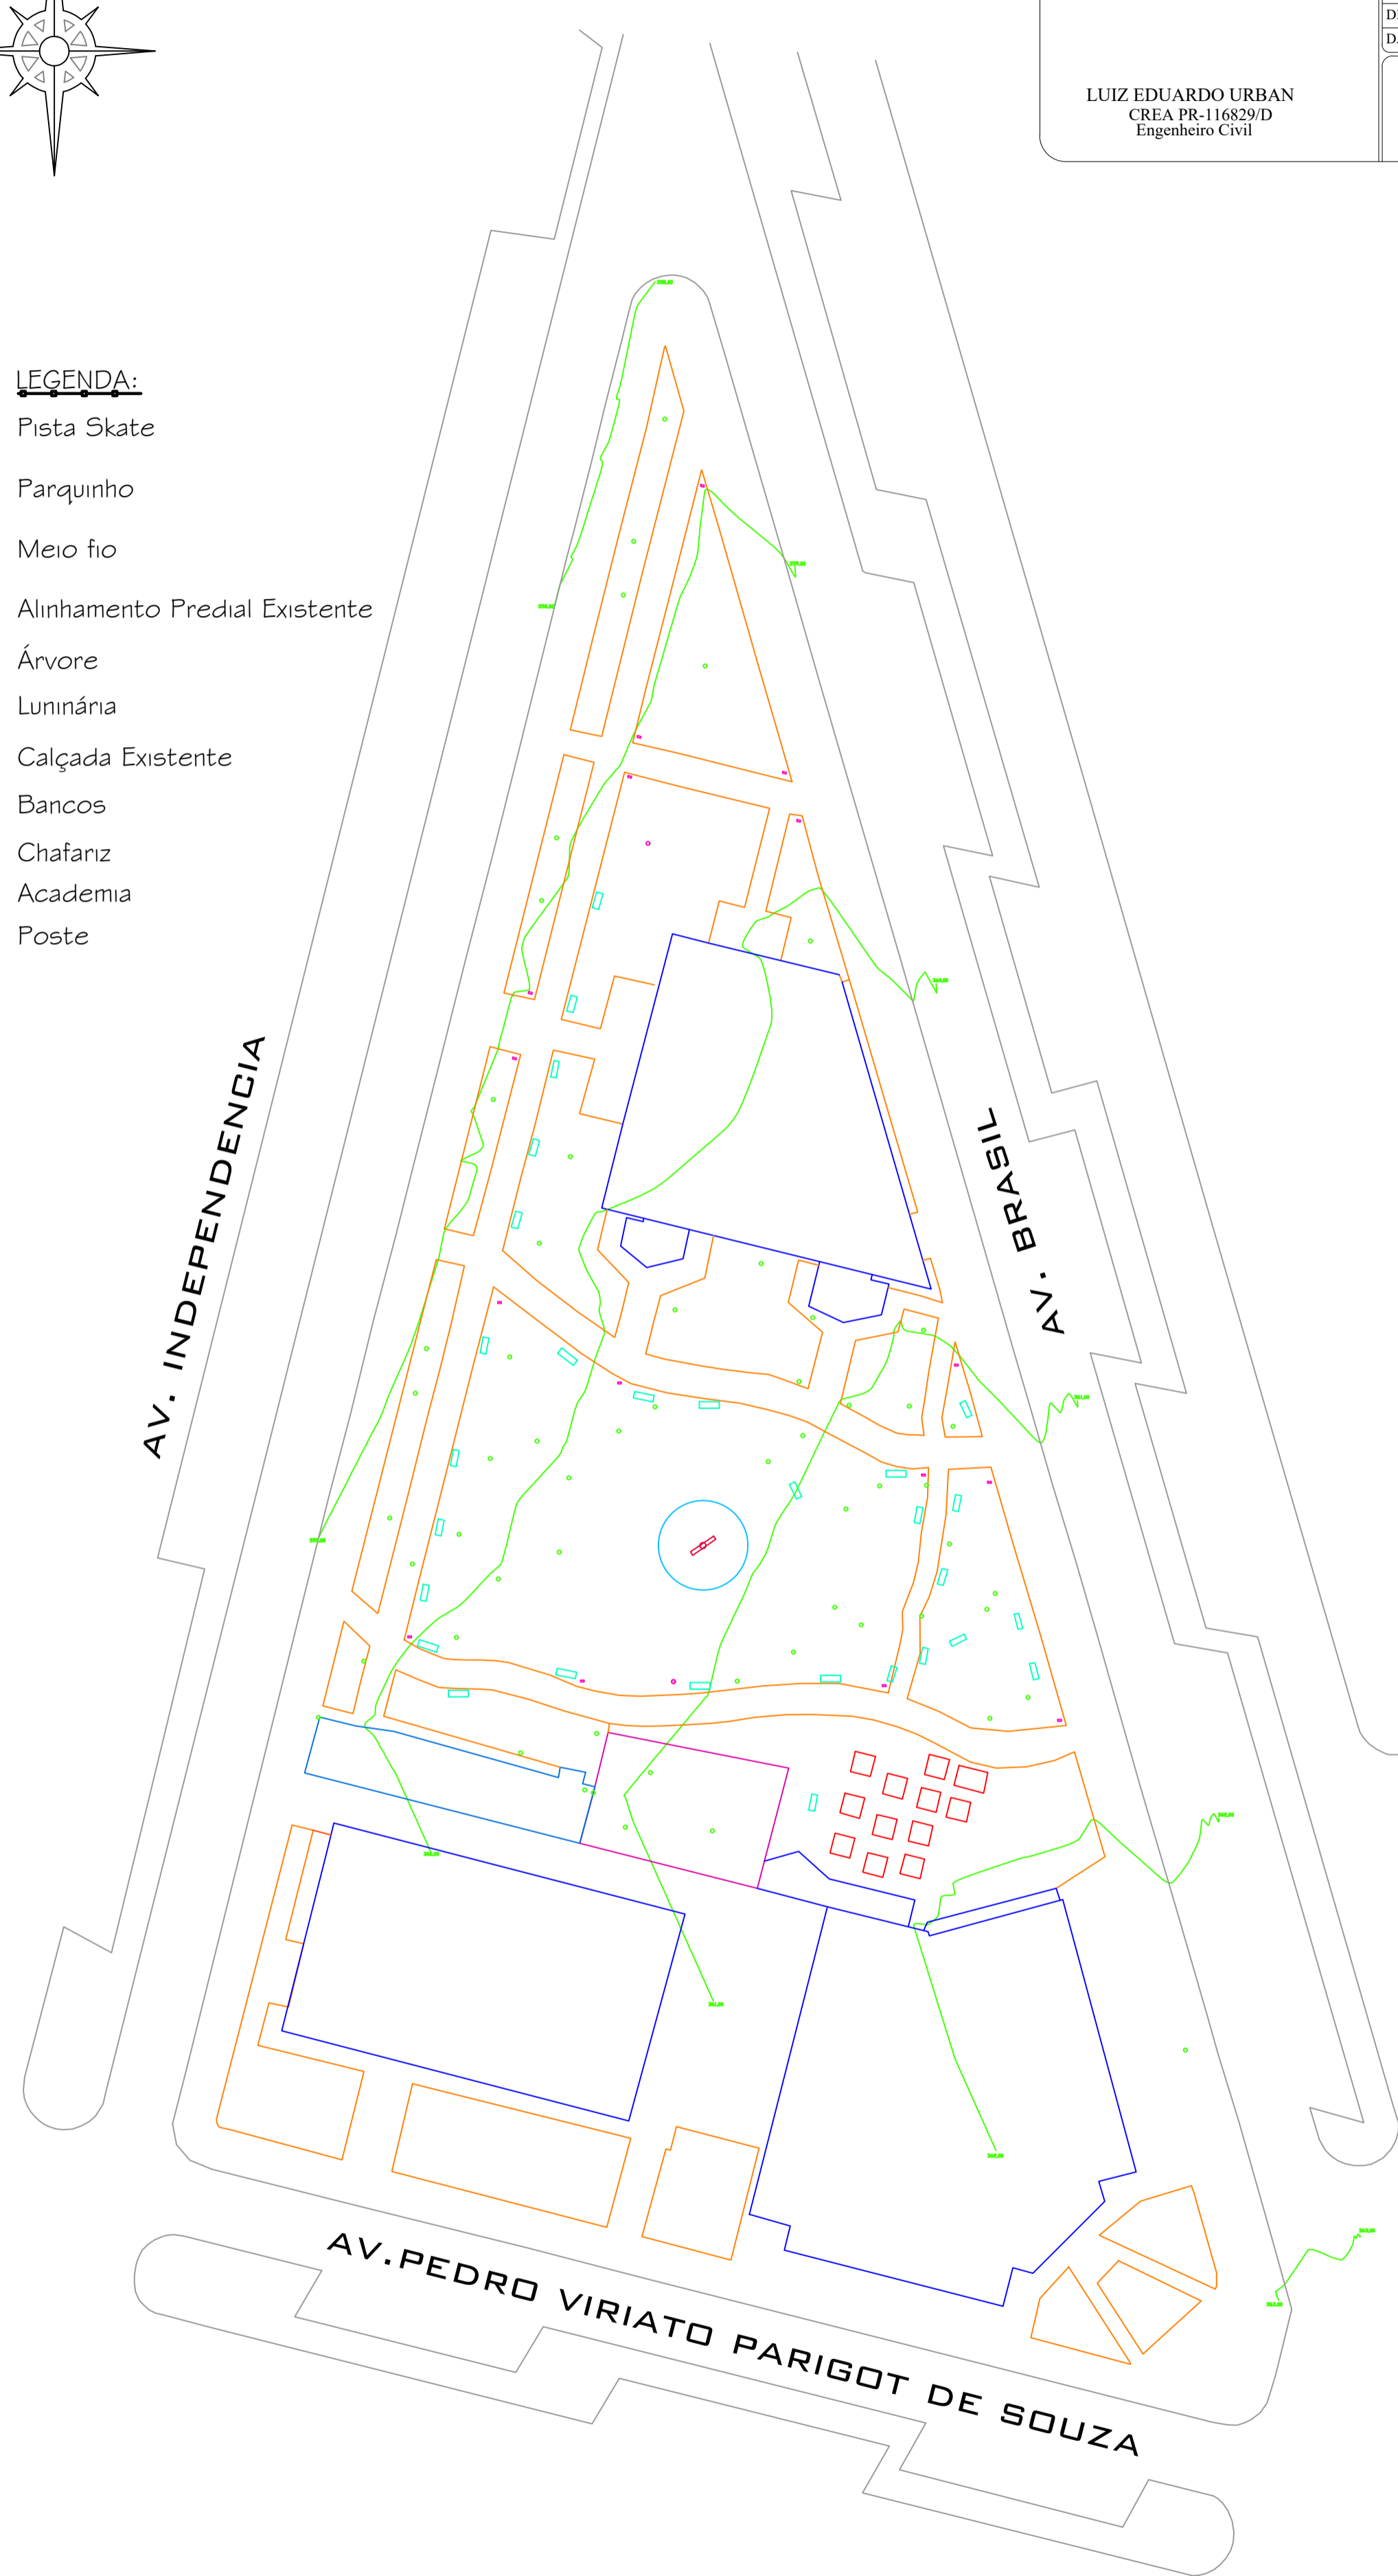 LUIZ EDUARDO URBAN
CREA PR-116829/D
Engenheiro Civil
LEGENDA:
Pista Skate
Parquinho
Meio fio
Alinhamento Predial Existente
Árvore
Luninária
Calçada Existente
Bancos
Chafariz
Academia
Poste
AV. INDEPENDENCIA
AV. BRASIL
AV.PEDRO VIRIATO PARIGOT DE SOUZA